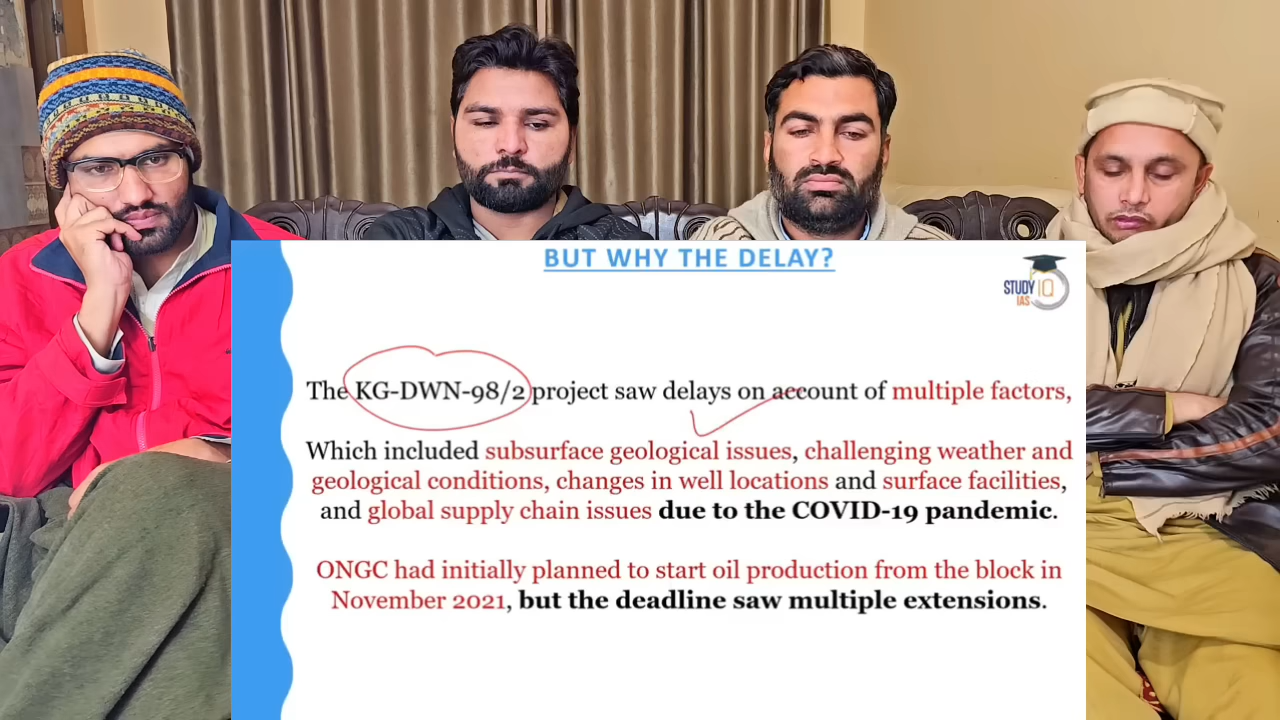 BUT WHY THE DELAY?
STUDY IQ
IAS
The KG-DWN-98/2 project saw delays on account of multiple factors,
Which included subsurface geological issues, challenging weather and
geological conditions, changes in well locations and surface facilities,
and global supply chain issues due to the COVID-19 pandemic.
ONGC had initially planned to start oil production from the block in
November 2021, but the deadline saw multiple extensions.